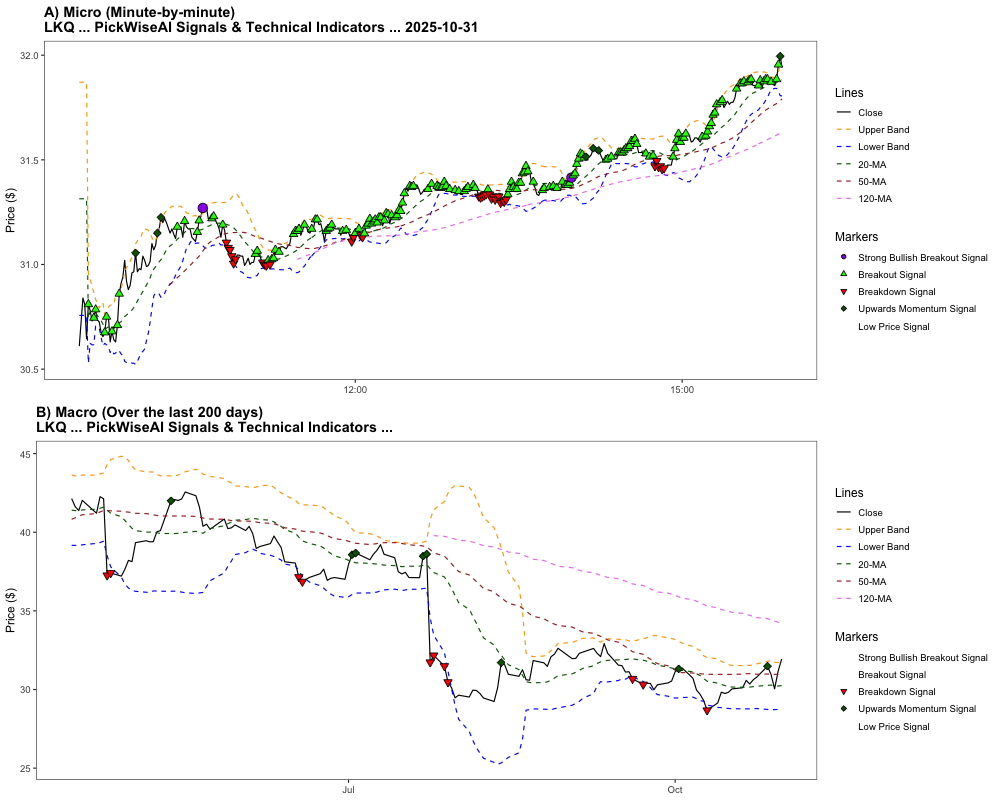 A) Micro (Minute-by-minute)
LKQ ... PickWiseAI Signals & Technical Indicators ... 2025-10-31
Price ($)
32.0
31.5
31.0
30.5
12:00
15:00
Lines
Close
Upper Band
Lower Band
20-MA
50-MA
120-MA
Markers
Strong Bullish Breakout Signal
Breakout Signal
Breakdown Signal
Upwards Momentum Signal
Low Price Signal
B) Macro (Over the last 200 days)
LKQ ... PickWiseAI Signals & Technical Indicators ...
Price ($)
45
40
35
30
25
Jul
Oct
Lines
Close
Upper Band
Lower Band
20-MA
50-MA
120-MA
Markers
Strong Bullish Breakout Signal
Breakout Signal
Breakdown Signal
Upwards Momentum Signal
Low Price Signal